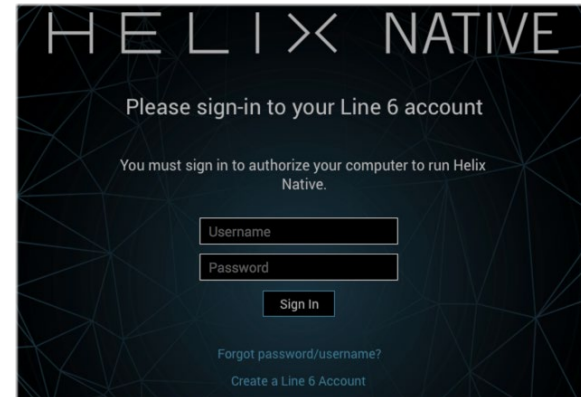 HELIX NATIVE
Please sign-in to your Line 6 account
You must sign in to authorize your computer to run Helix
Native.
Username
Password
Sign In
Forgot password/username?
Create a Line 6 Account